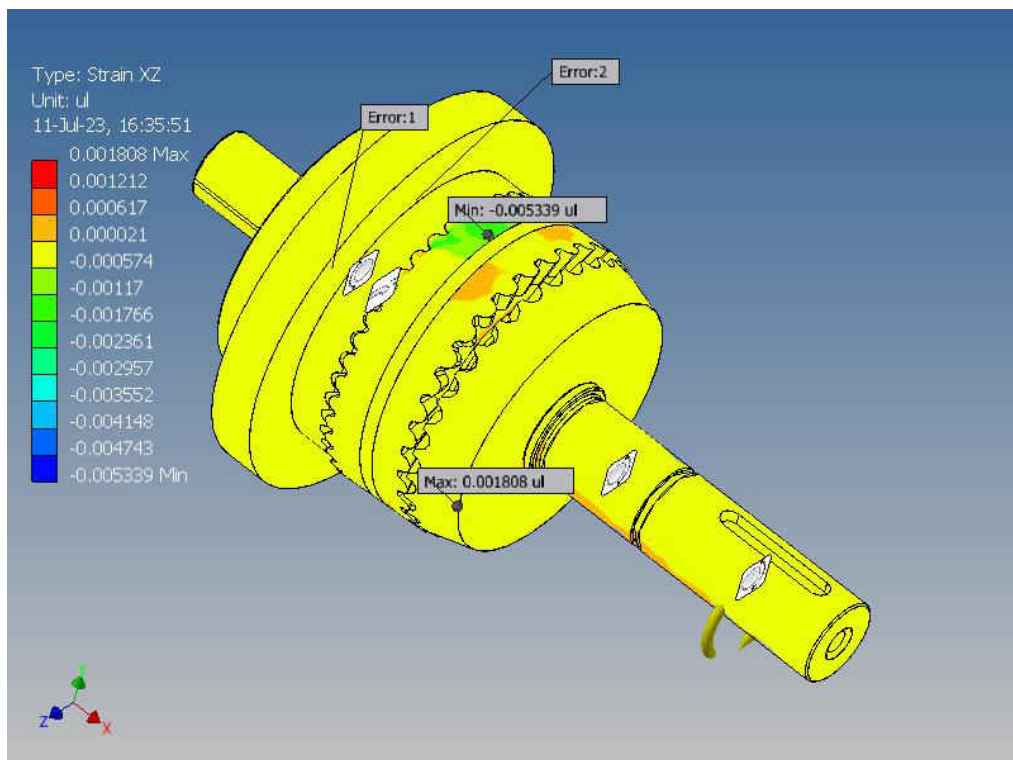 Type: Strain XZ
Unit: ul
11-Jul-23, 16:35:51
0.001808 Max
0.001212
0.000617
0.000021
-0.000574
-0.00117
-0.001766
-0.002361
-0.002957
-0.003552
-0.004148
-0.004743
-0.005339 Min
Error:2
Error:1
Min: -0.005339 ul
Max: 0.001808 ul
Y
Z
X